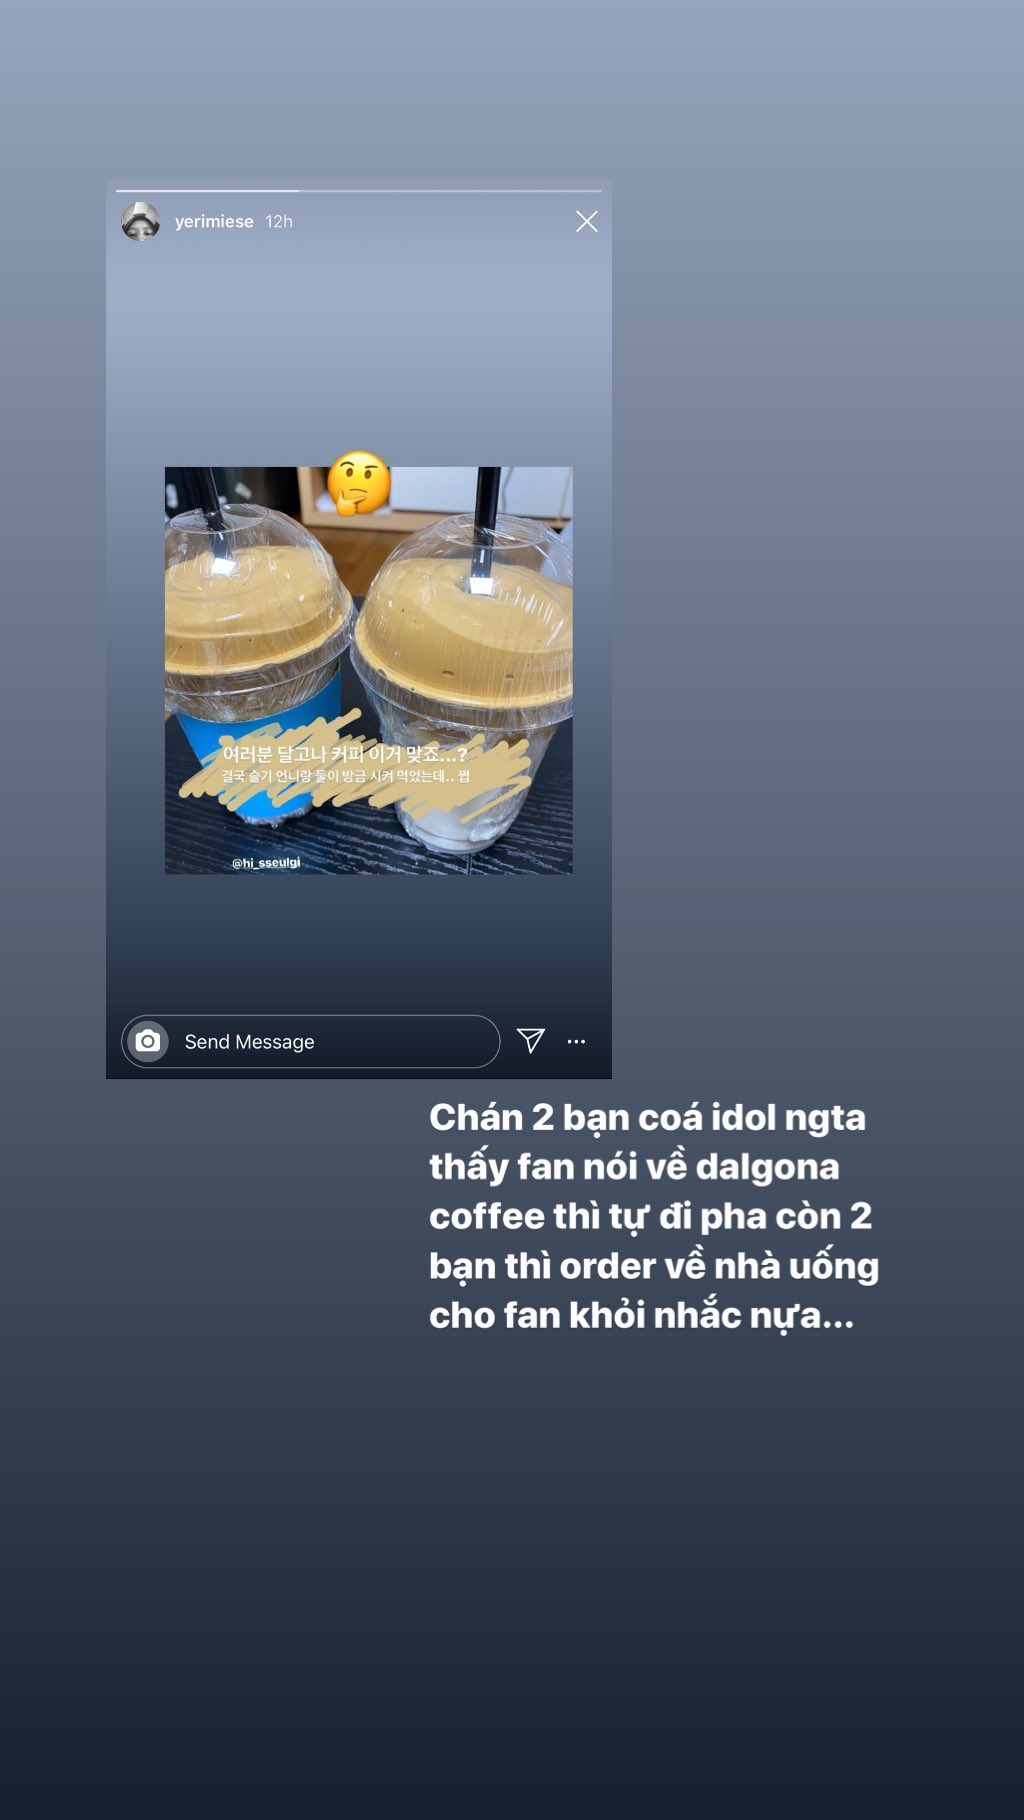 yerimiese 12h
여러분 달고나 커피 이거 맞죠...?
결국 슬기 언니랑 둘이 방금 시켜 먹었는데.. 쩝
@hi_sseulgi
Send Message
Chán 2 bạn coá idol ngta
thấy fan nói về dalgona
coffee thì tự đi pha còn 2
bạn thì order về nhà uống
cho fan khỏi nhắc nựa...